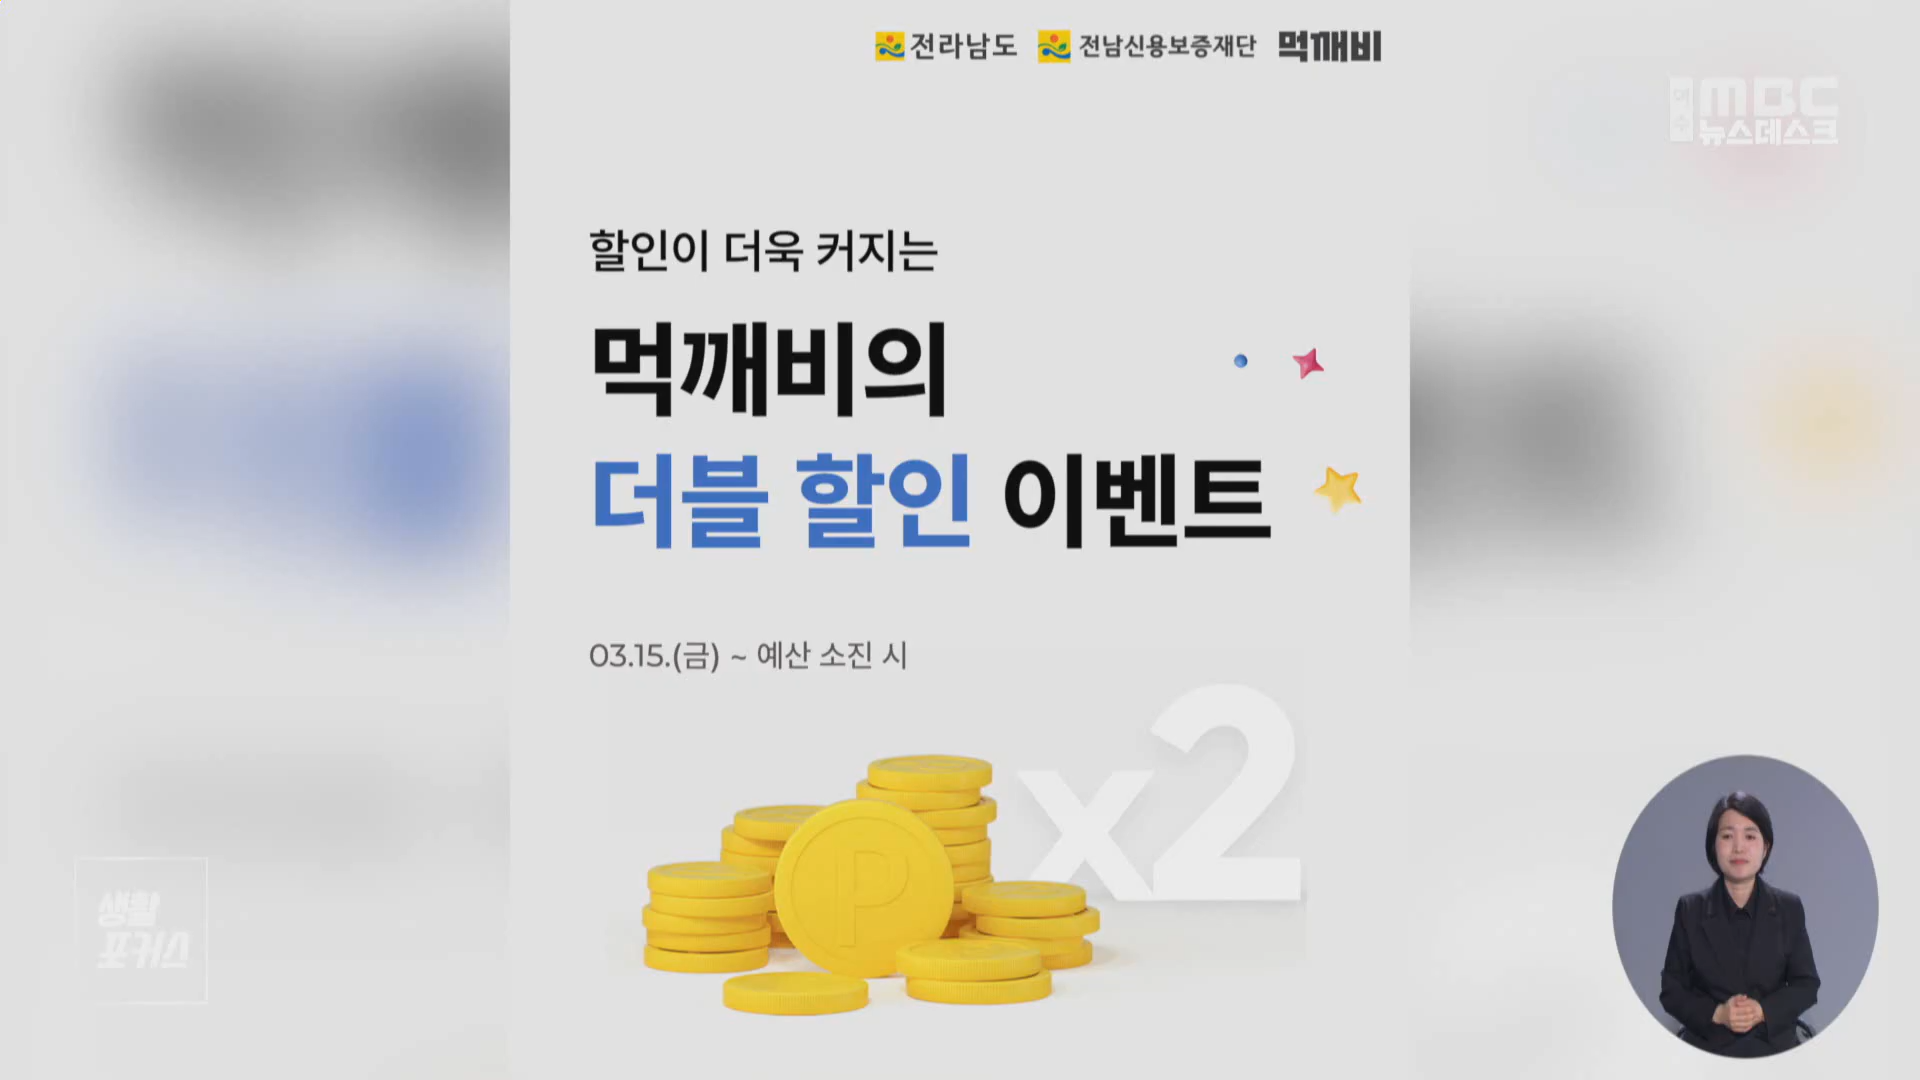 전라남도 전남신용보증재단 먹깨비
여수 MBC
뉴스데스크
할인이 더욱 커지는
먹깨비의
더블 할인 이벤트
03.15.(금) ~ 예산 소진 시
x2
P
생활
포커스